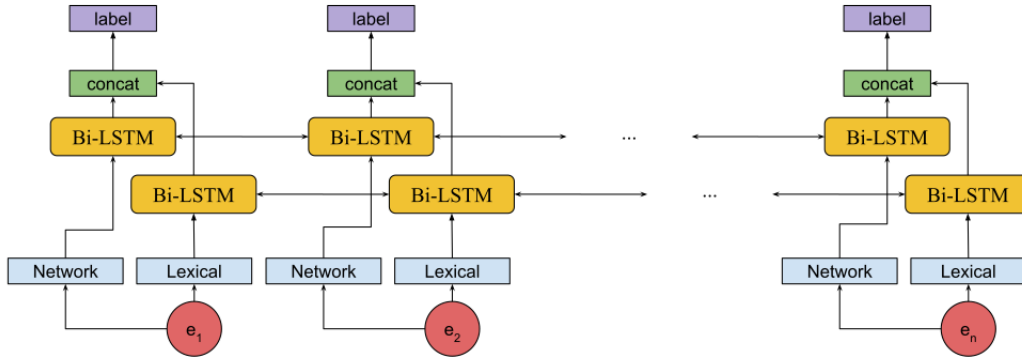 label label label
concat concat concat
Bi-LSTM Bi-LSTM ... Bi-LSTM
Bi-LSTM Bi-LSTM ... Bi-LSTM
Network Lexical Network Lexical Network Lexical
e1 e2 en